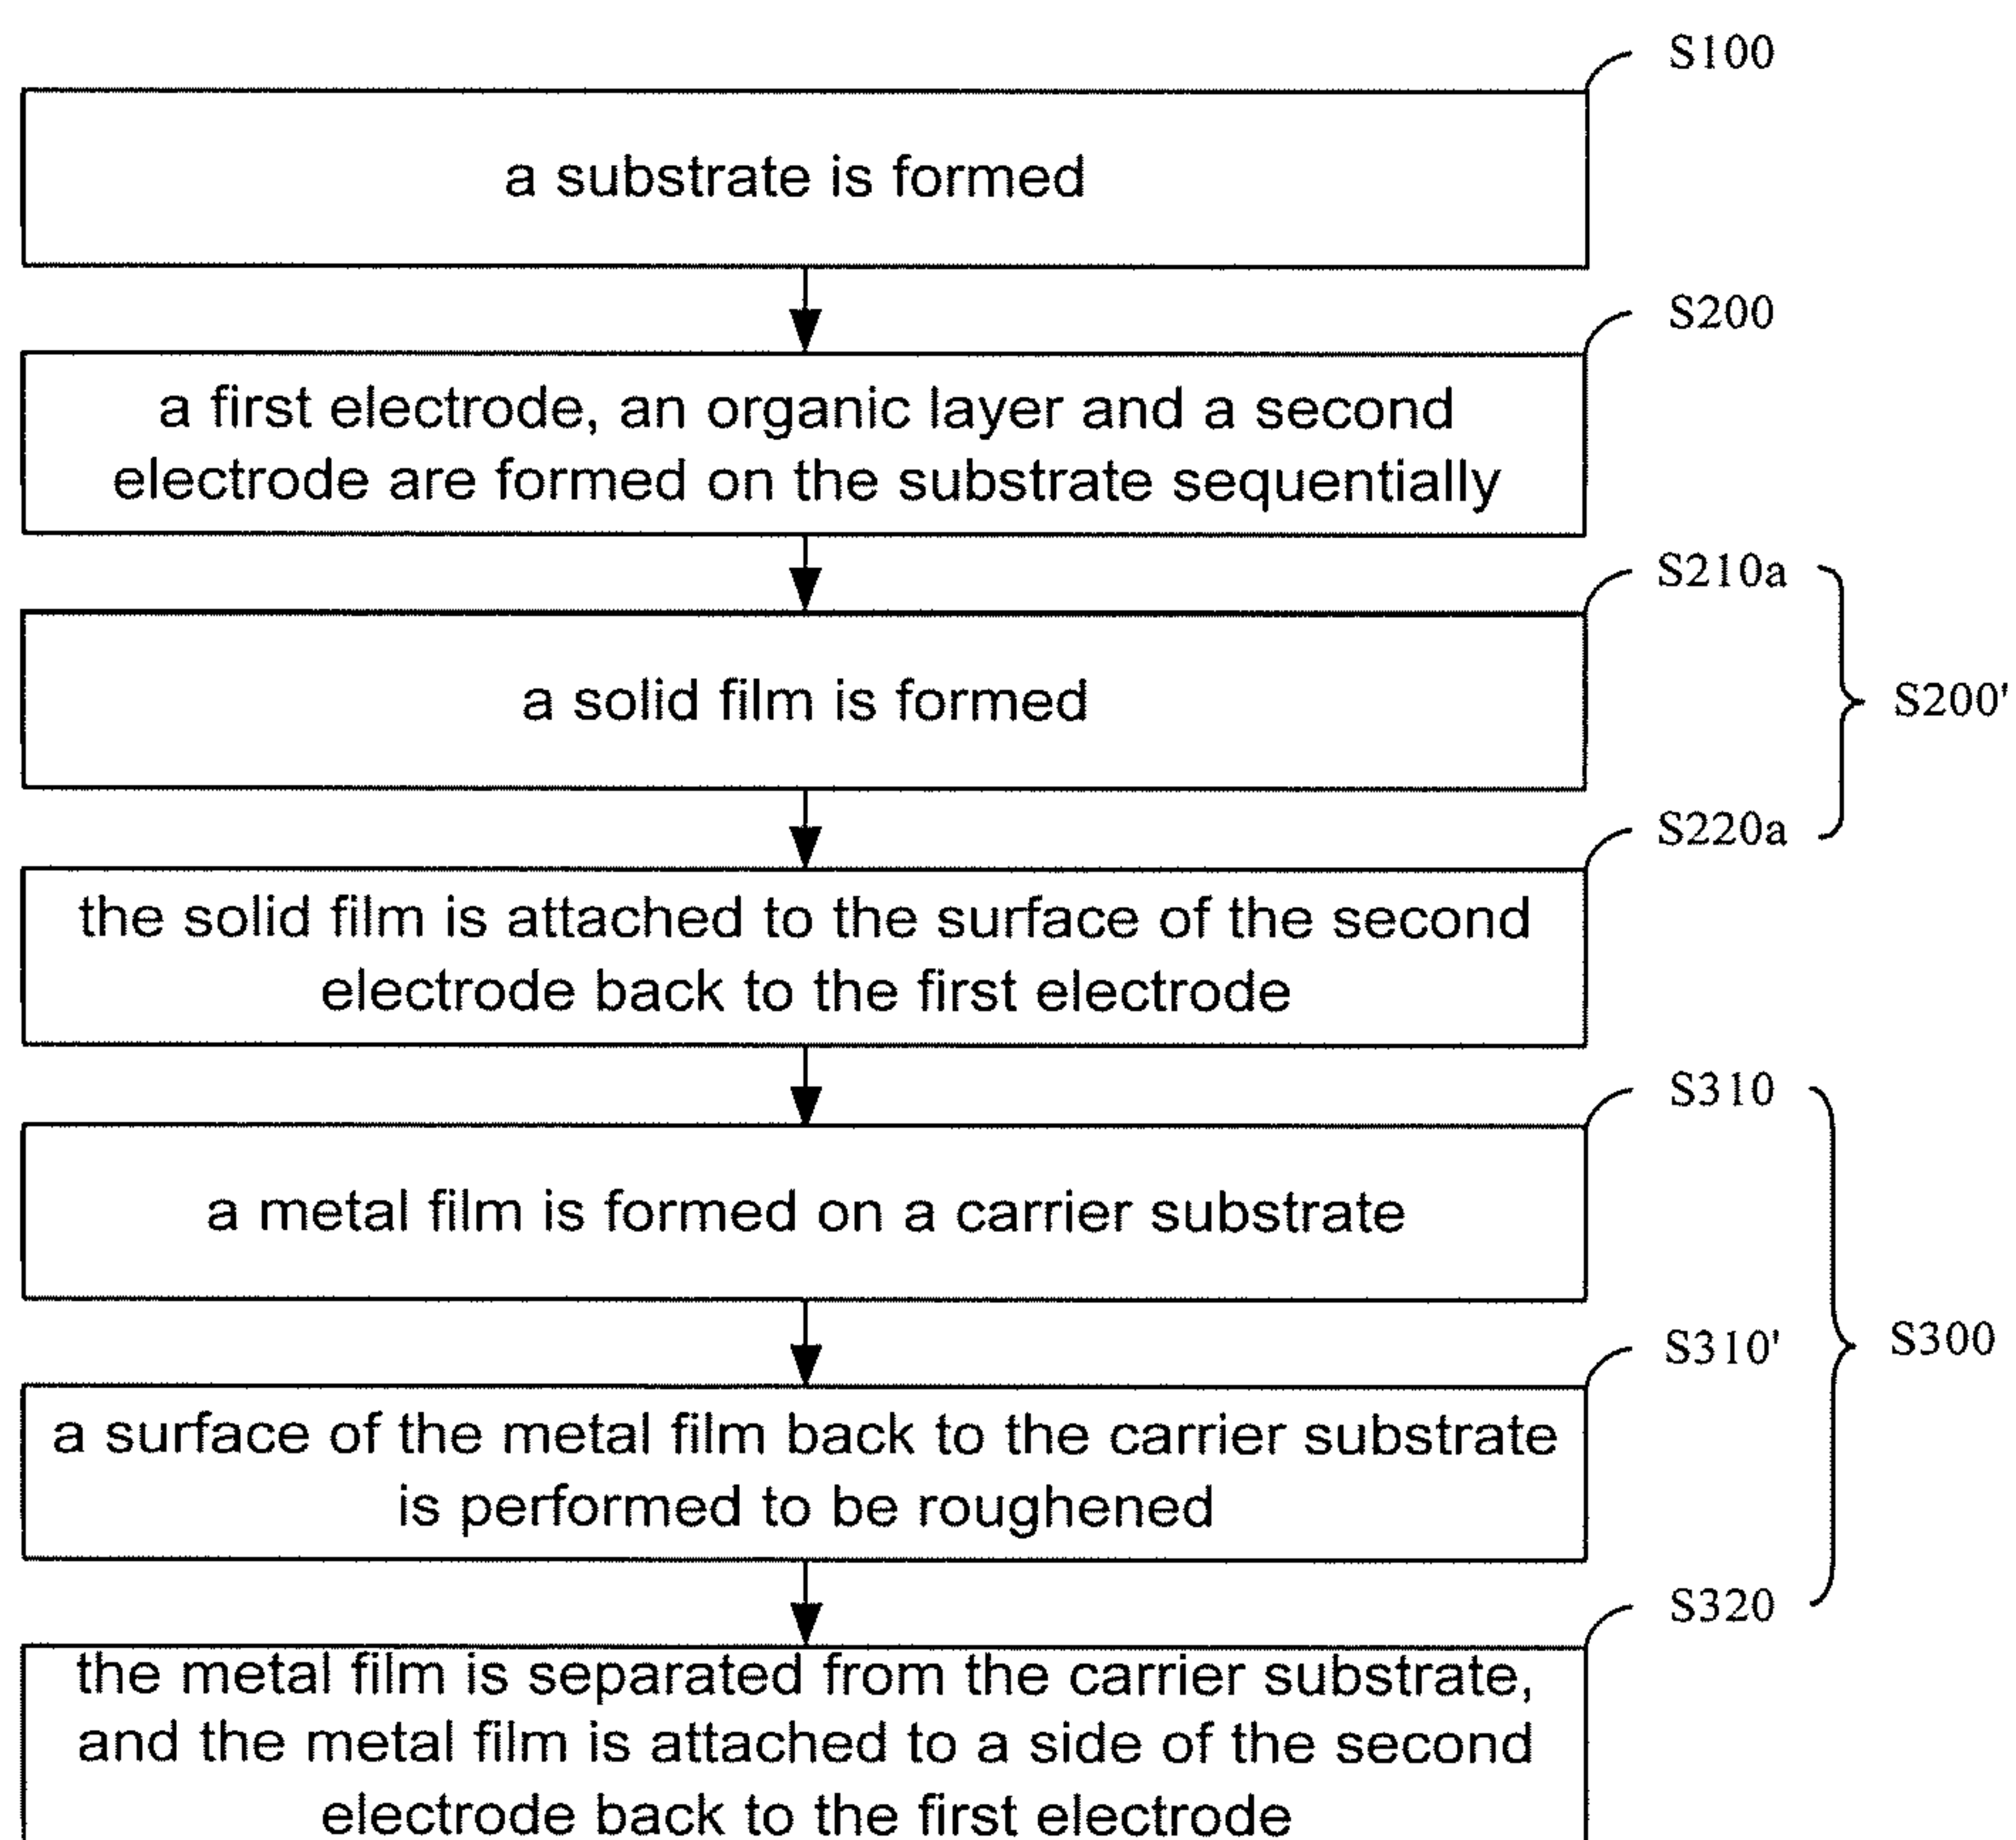 S100
a substrate is formed
S200
a first electrode, an organic layer and a second
electrode are formed on the substrate sequentially
S210a
a solid film is formed
S200'
S220a
the solid film is attached to the surface of the second
electrode back to the first electrode
S310
a metal film is formed on a carrier substrate
S310'
S300
a surface of the metal film back to the carrier substrate
is performed to be roughened
S320
the metal film is separated from the carrier substrate,
and the metal film is attached to a side of the second
electrode back to the first electrode